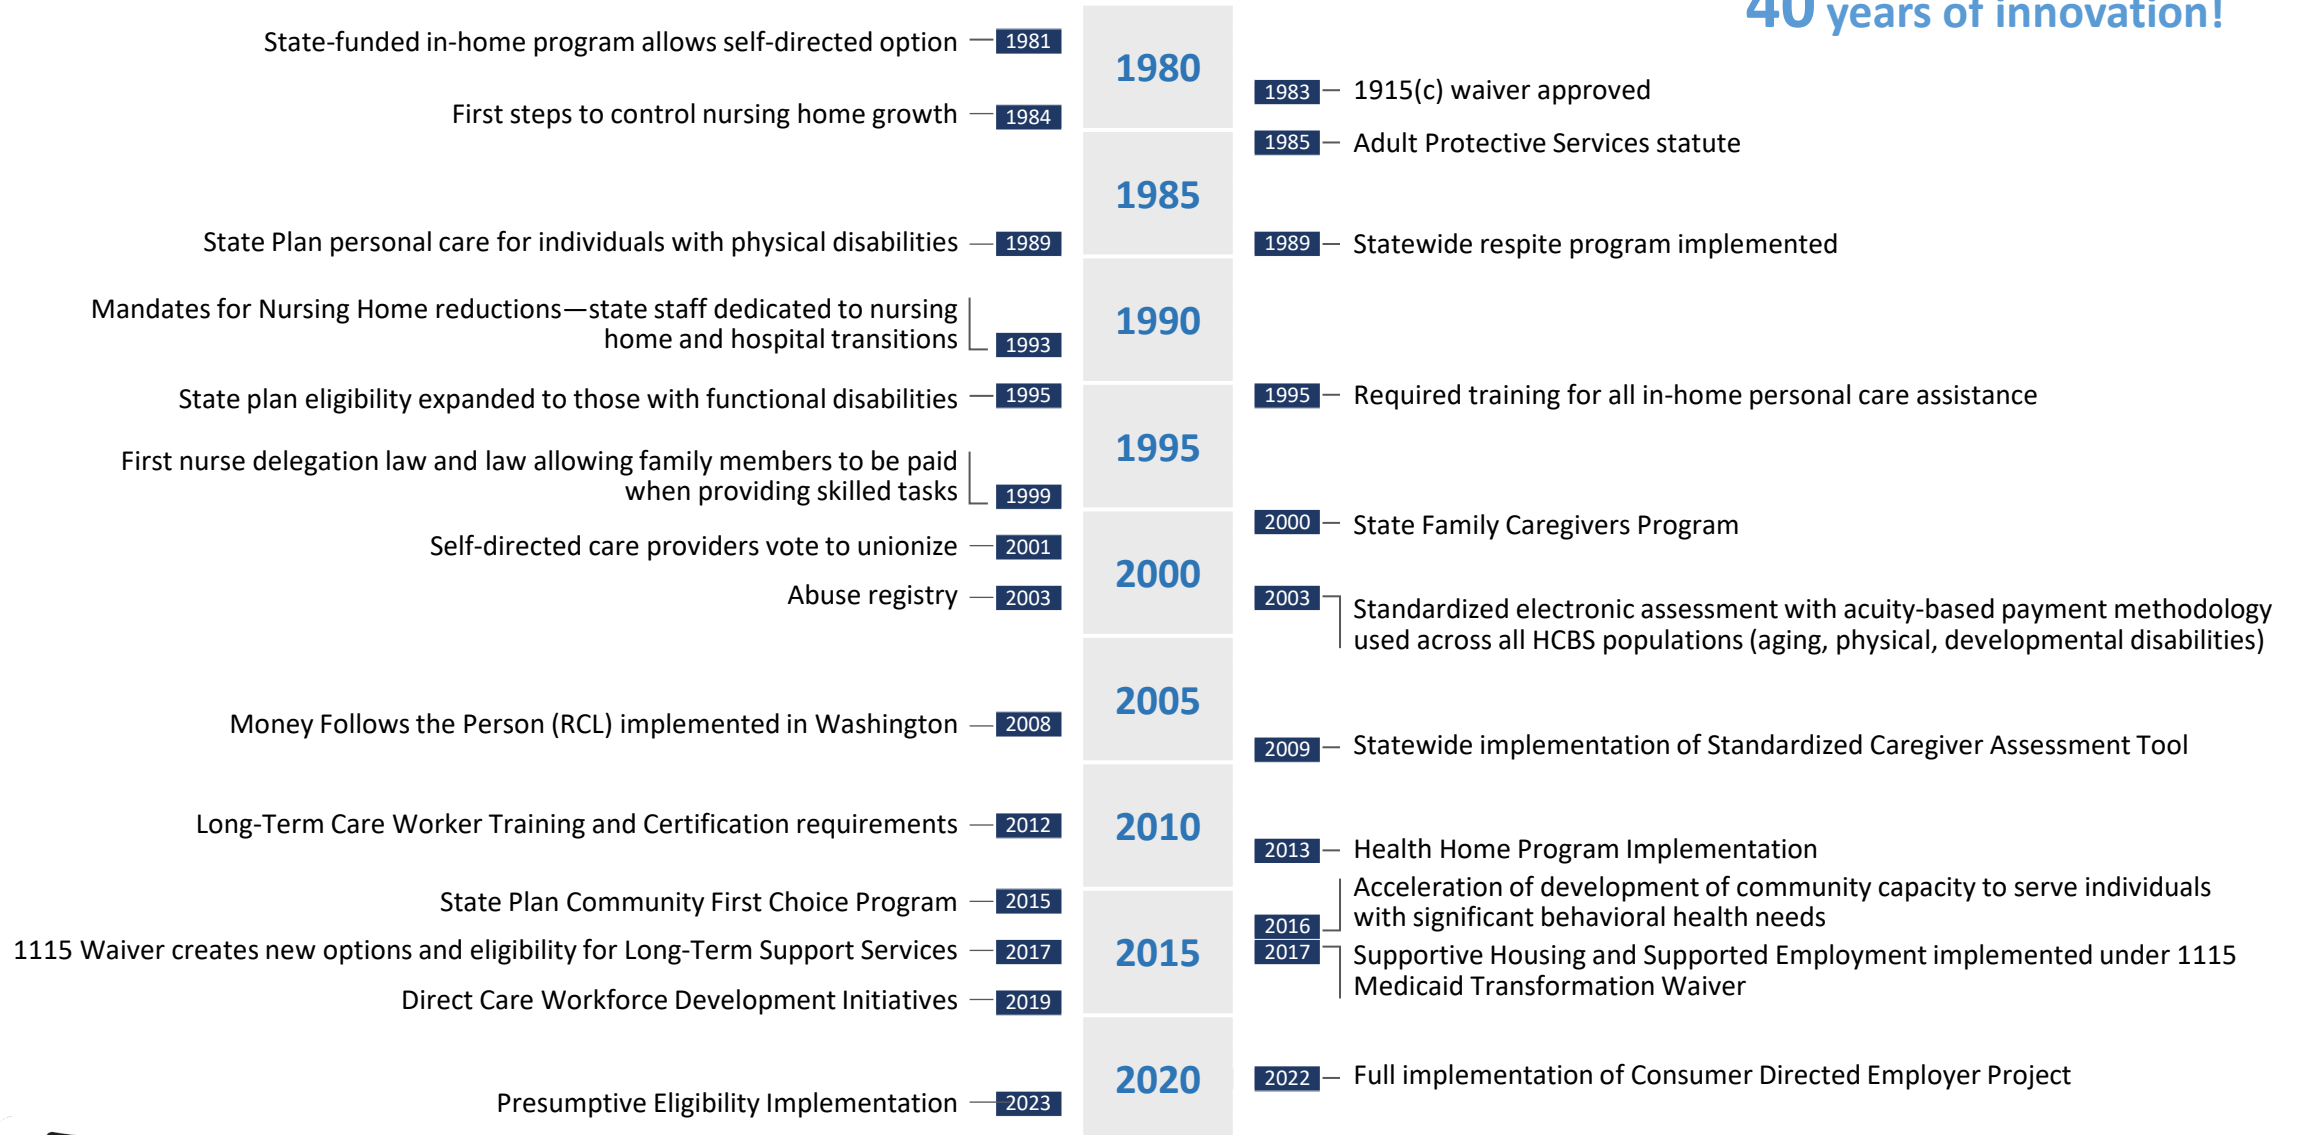 40 years of innovation!
State-funded in-home program allows self-directed option 1981
1980
1983 1915(c) waiver approved
First steps to control nursing home growth 1984
1985 Adult Protective Services statute
1985
State Plan personal care for individuals with physical disabilities 1989
1989 Statewide respite program implemented
Mandates for Nursing Home reductions—state staff dedicated to nursing
home and hospital transitions 1993
1990
State plan eligibility expanded to those with functional disabilities 1995
1995 Required training for all in-home personal care assistance
1995
First nurse delegation law and law allowing family members to be paid
when providing skilled tasks 1999
2000 State Family Caregivers Program
Self-directed care providers vote to unionize 2001
2000
Abuse registry 2003
2003 Standardized electronic assessment with acuity-based payment methodology
used across all HCBS populations (aging, physical, developmental disabilities)
2005
Money Follows the Person (RCL) implemented in Washington 2008
2009 Statewide implementation of Standardized Caregiver Assessment Tool
Long-Term Care Worker Training and Certification requirements 2012
2010
2013 Health Home Program Implementation
State Plan Community First Choice Program 2015
Acceleration of development of community capacity to serve individuals
2016 with significant behavioral health needs
1115 Waiver creates new options and eligibility for Long-Term Support Services 2017
2015
2017 Supportive Housing and Supported Employment implemented under 1115
Medicaid Transformation Waiver
Direct Care Workforce Development Initiatives 2019
2020
2022 Full implementation of Consumer Directed Employer Project
Presumptive Eligibility Implementation 2023